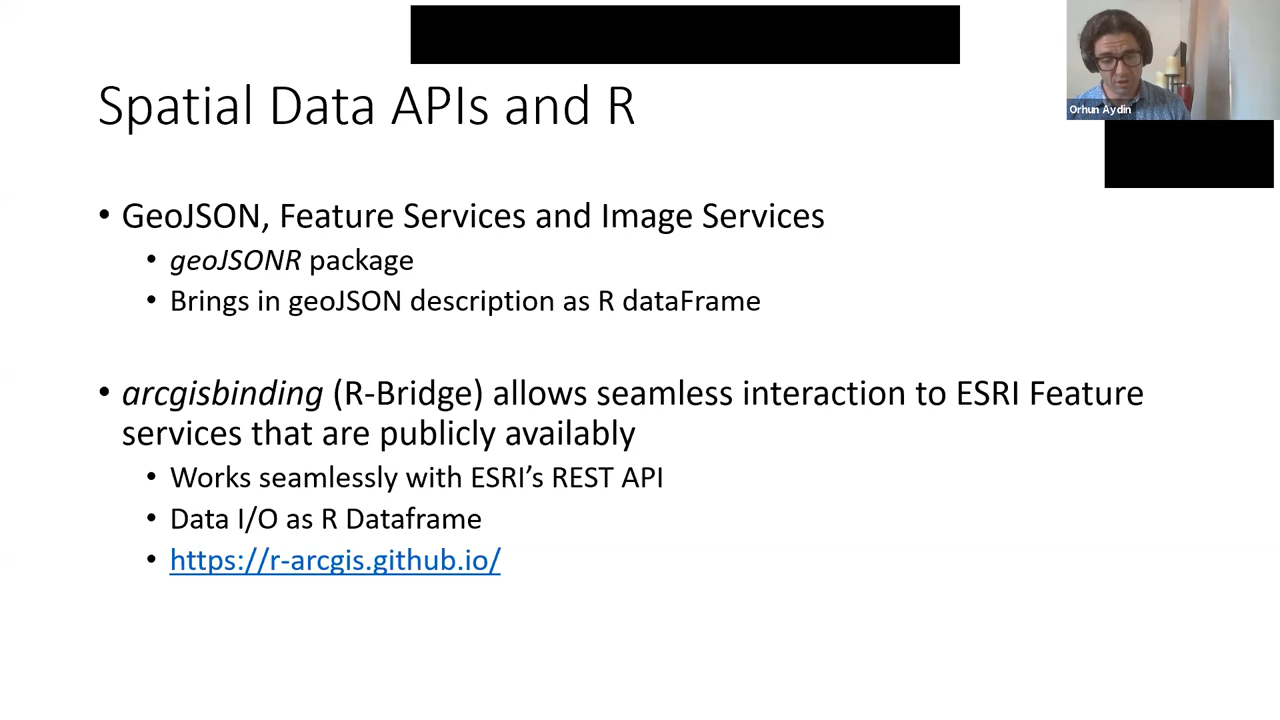 Orhun Aydin
Spatial Data APIs and R
• GeoJSON, Feature Services and Image Services
• geoJSONR package
• Brings in geoJSON description as R dataFrame
• arcgisbinding (R-Bridge) allows seamless interaction to ESRI Feature
services that are publicly availably
• Works seamlessly with ESRI’s REST API
• Data I/O as R Dataframe
• https://r-arcgis.github.io/